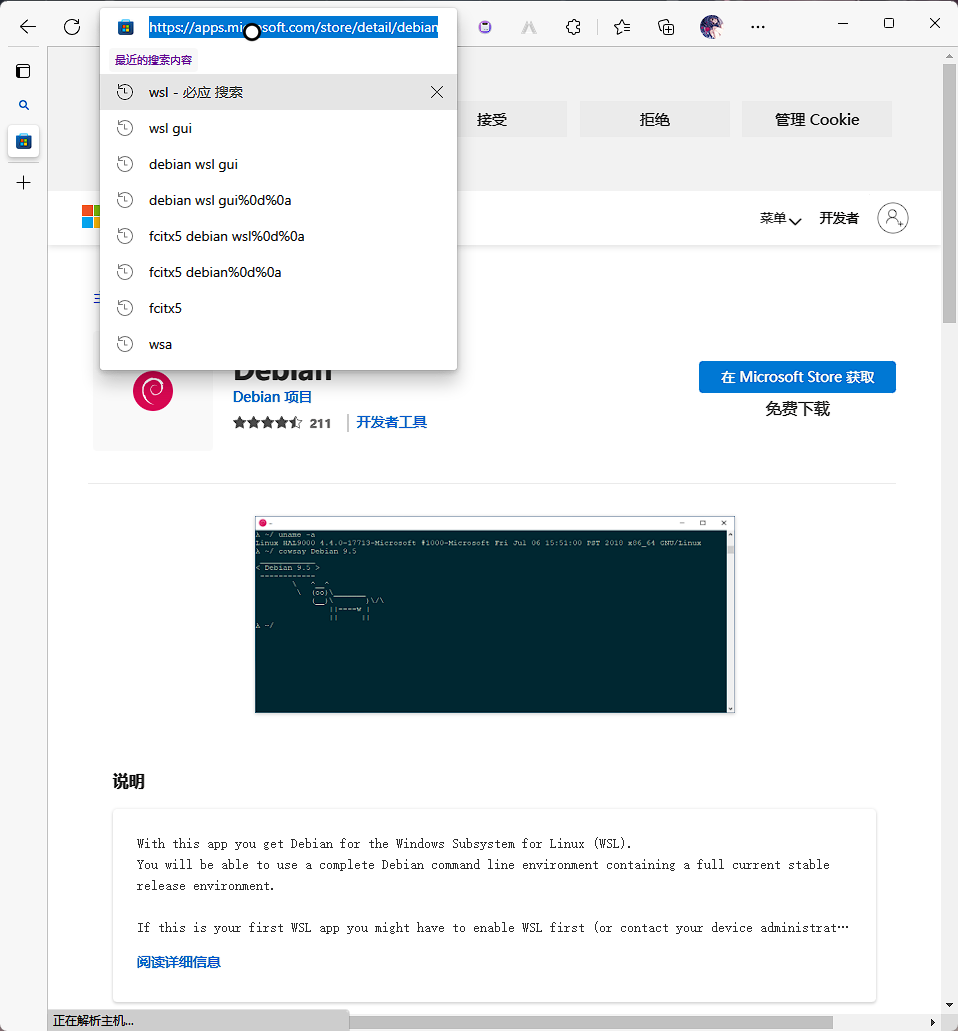 https://apps.microsoft.com/store/detail/debian
最近的搜索内容
wsl - 必应 搜索
wsl gui
debian wsl gui
debian wsl gui%0d%0a
fcitx5 debian wsl%0d%0a
fcitx5 debian%0d%0a
fcitx5
wsa
接受
拒绝
管理 Cookie
菜单
开发者
Debian
Debian 项目
211
开发者工具
在 Microsoft Store 获取
免费下载
λ ~/ uname -a
Linux HAL9000 4.4.0-17713-Microsoft #1000-Microsoft Fri Jul 06 15:51:00 PST 2018 x86_64 GNU/Linux
λ ~/ cowsay Debian 9.5
< Debian 9.5 >
λ ~/
说明
With this app you get Debian for the Windows Subsystem for Linux (WSL).
You will be able to use a complete Debian command line environment containing a full current stable
release environment.
If this is your first WSL app you might have to enable WSL first (or contact your device administrat…
阅读详细信息
正在解析主机...